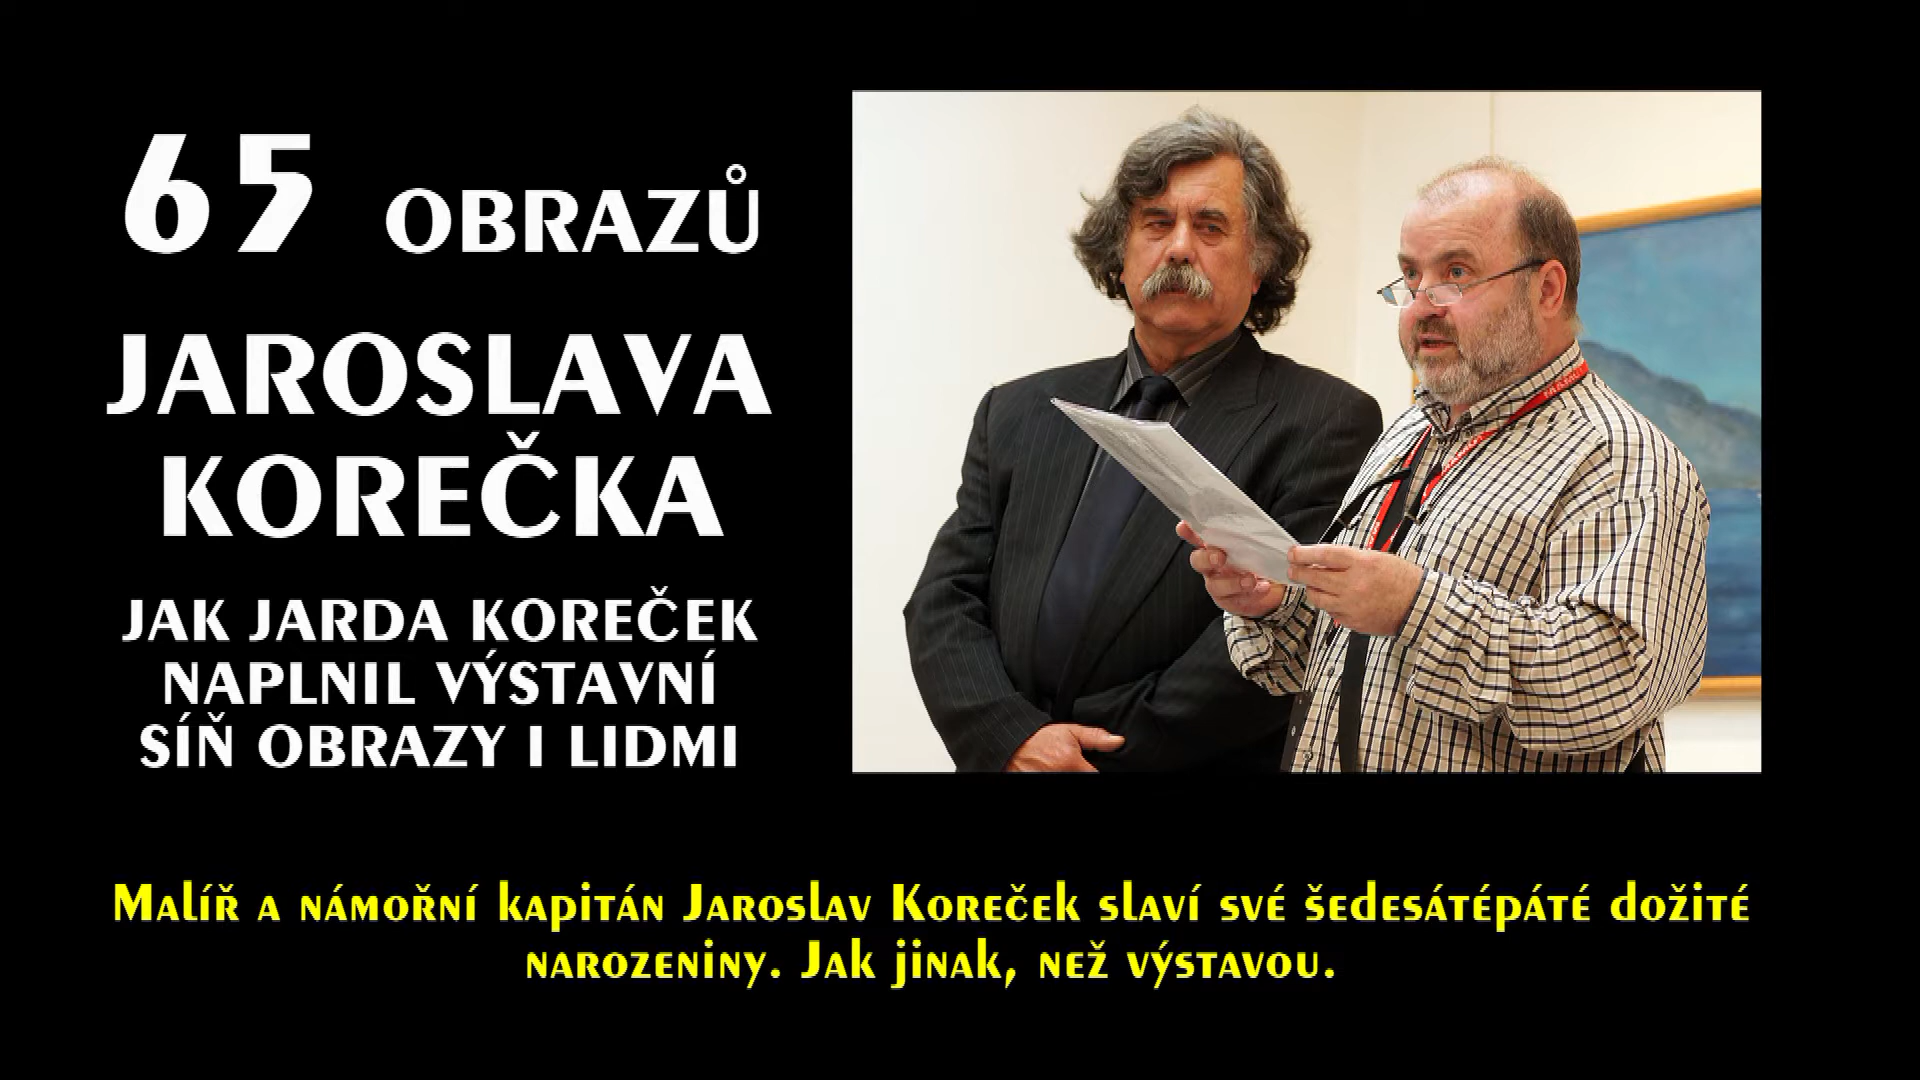 65 OBRAZŮ
JAROSLAVA
KOREČKA
JAK JARDA KOREČEK
NAPLNIL VÝSTAVNÍ
SÍŇ OBRAZY I LIDMI
Malíř a námořní kapitán Jaroslav Koreček slaví své šedesátépáté dožité
narozeniny. Jak jinak, než výstavou.